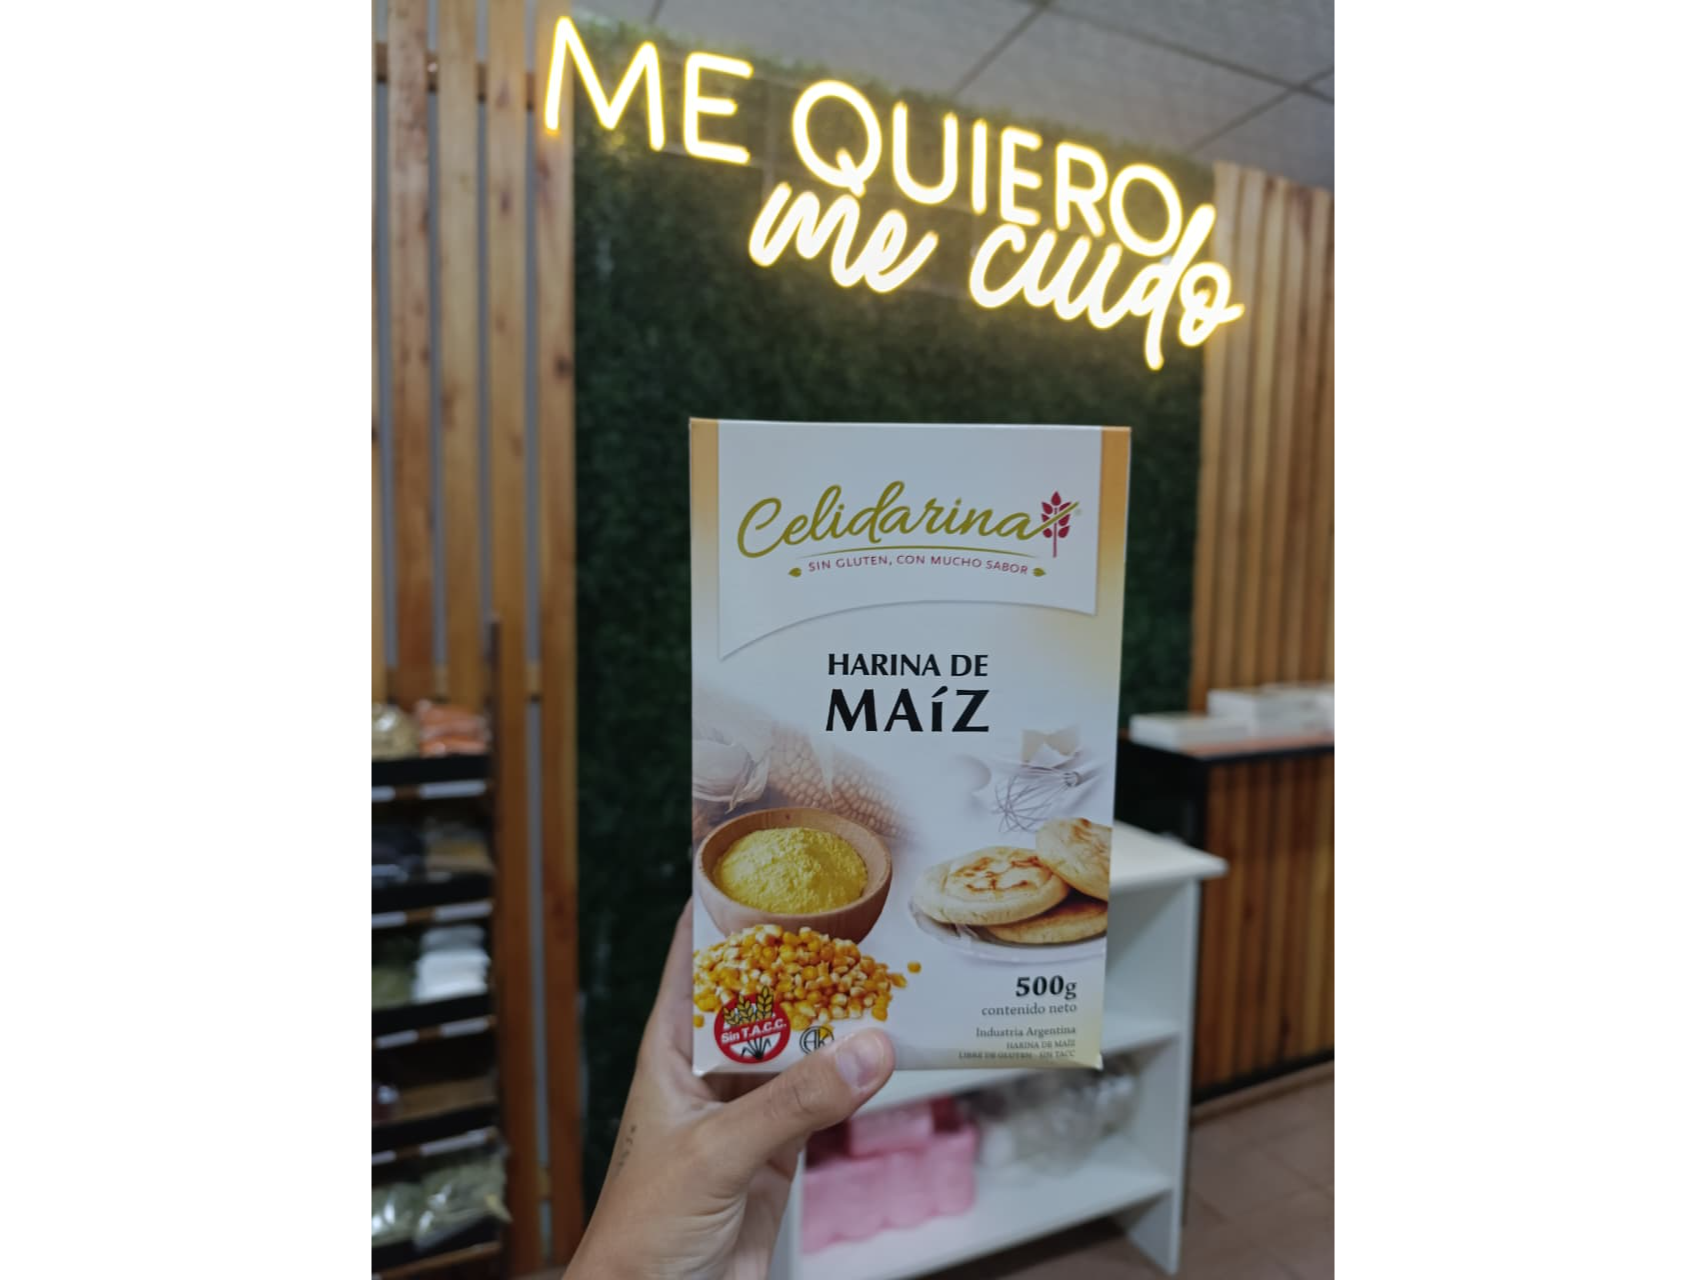 ME QUIERO
me cuido
Celidarina
SIN GLUTEN, CON MUCHO SABOR
HARINA DE
MAíZ
500g
contenido neto
Industria Argentina
HARINA DE MAÍZ
LIBRE DE GLUTEN - SIN TACC
Sin T.A.C.C.